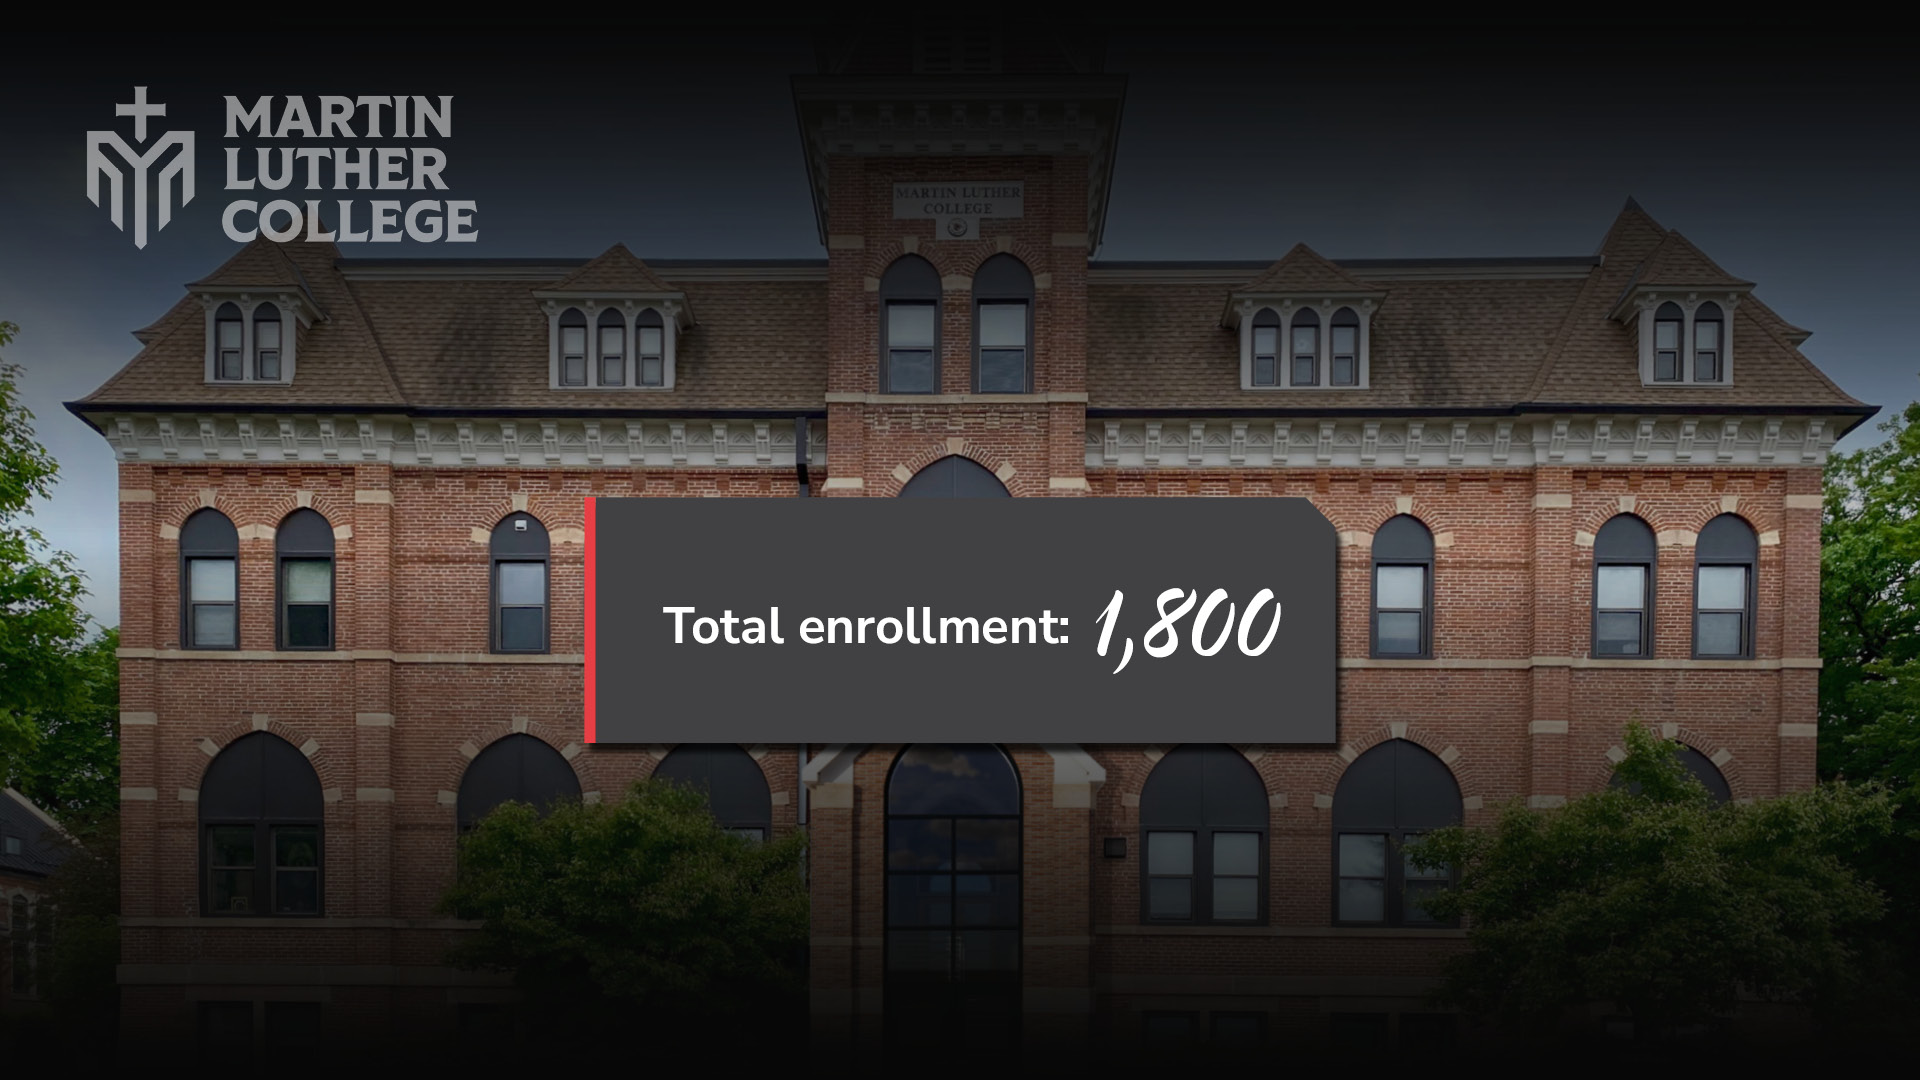 MARTIN
LUTHER
COLLEGE
MARTIN LUTHER
COLLEGE
Total enrollment: 1,800